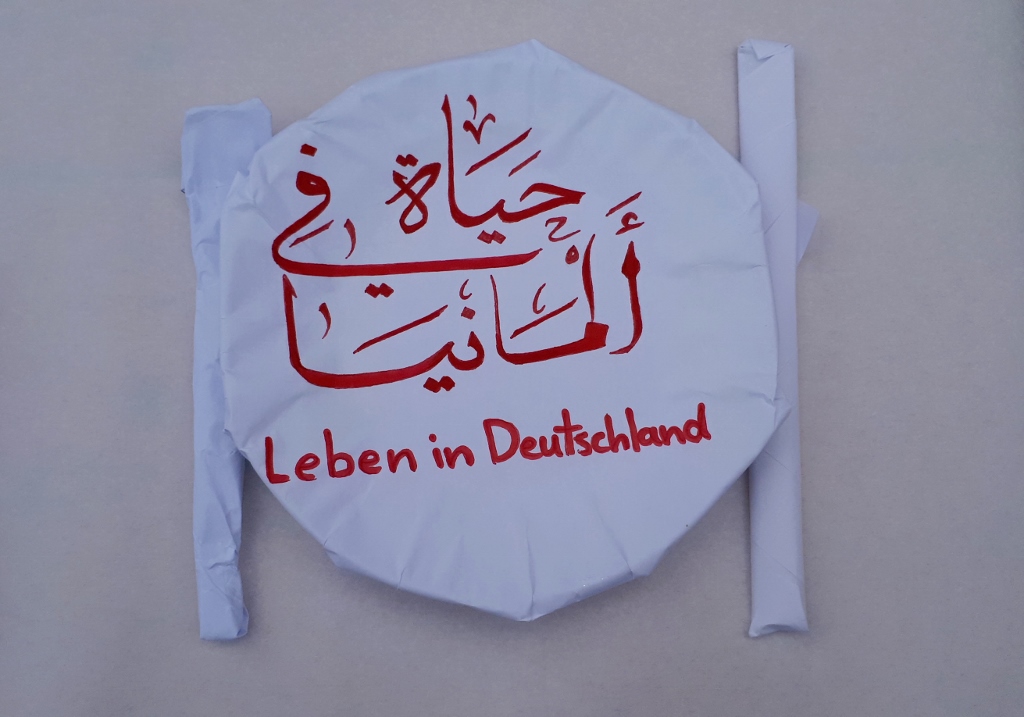 حياة في
ألمانيا
Leben in Deutschland